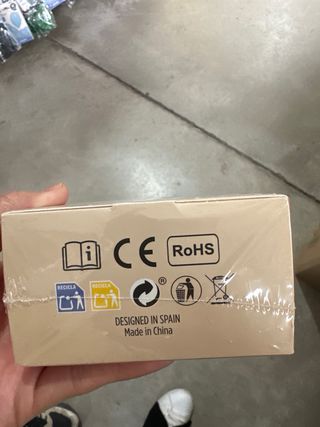 i CE RoHS
RECICLA RECICLA ®
DESIGNED IN SPAIN
Made in China